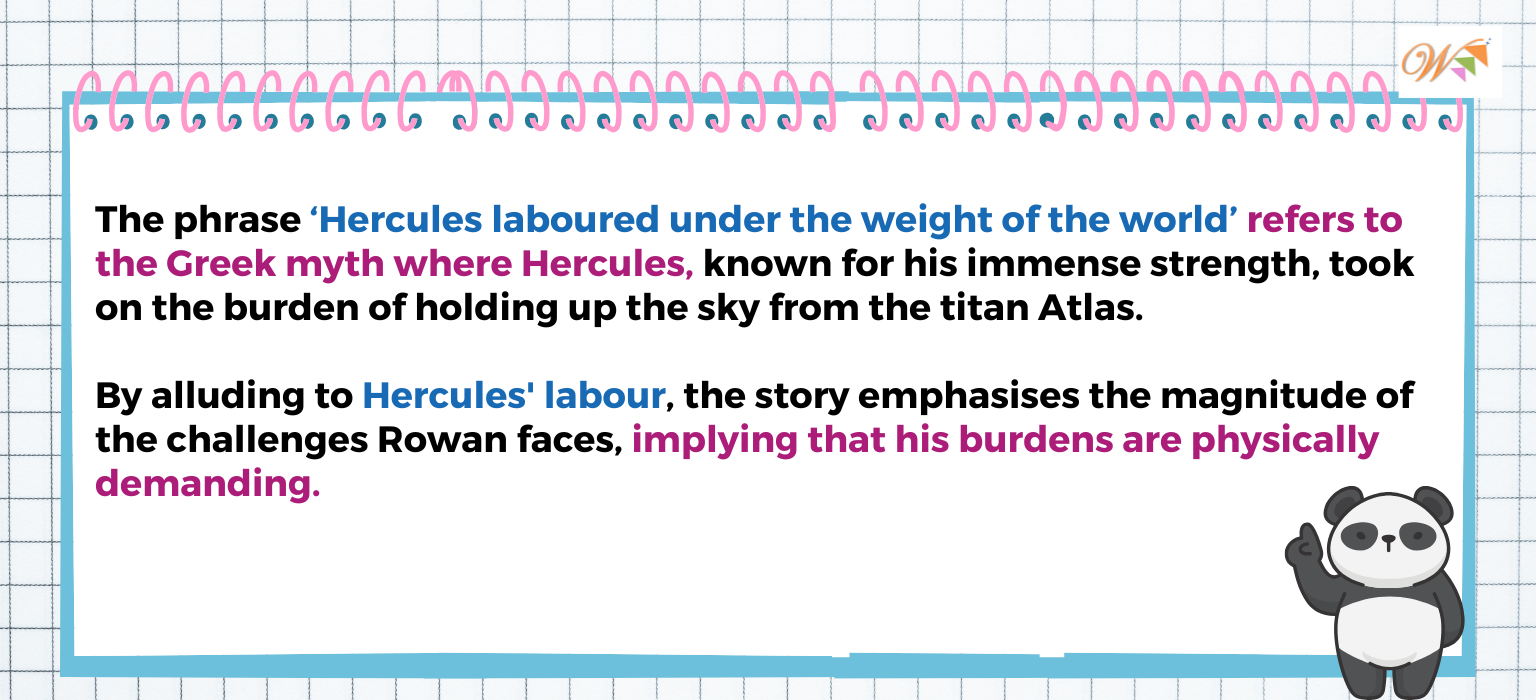 W
The phrase ‘Hercules laboured under the weight of the world’ refers to
the Greek myth where Hercules, known for his immense strength, took
on the burden of holding up the sky from the titan Atlas.
By alluding to Hercules' labour, the story emphasises the magnitude of
the challenges Rowan faces, implying that his burdens are physically
demanding.